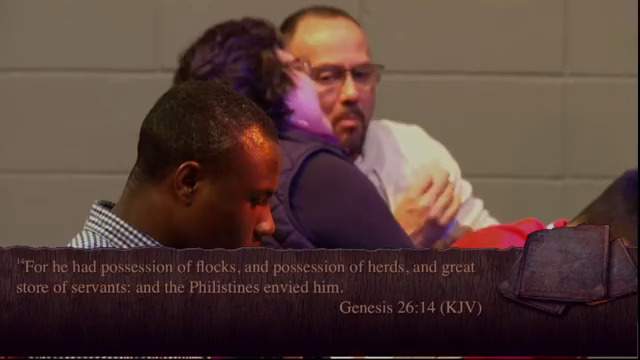 ¹⁴For he had possession of flocks, and possession of herds, and great
store of servants: and the Philistines envied him.
Genesis 26:14 (KJV)